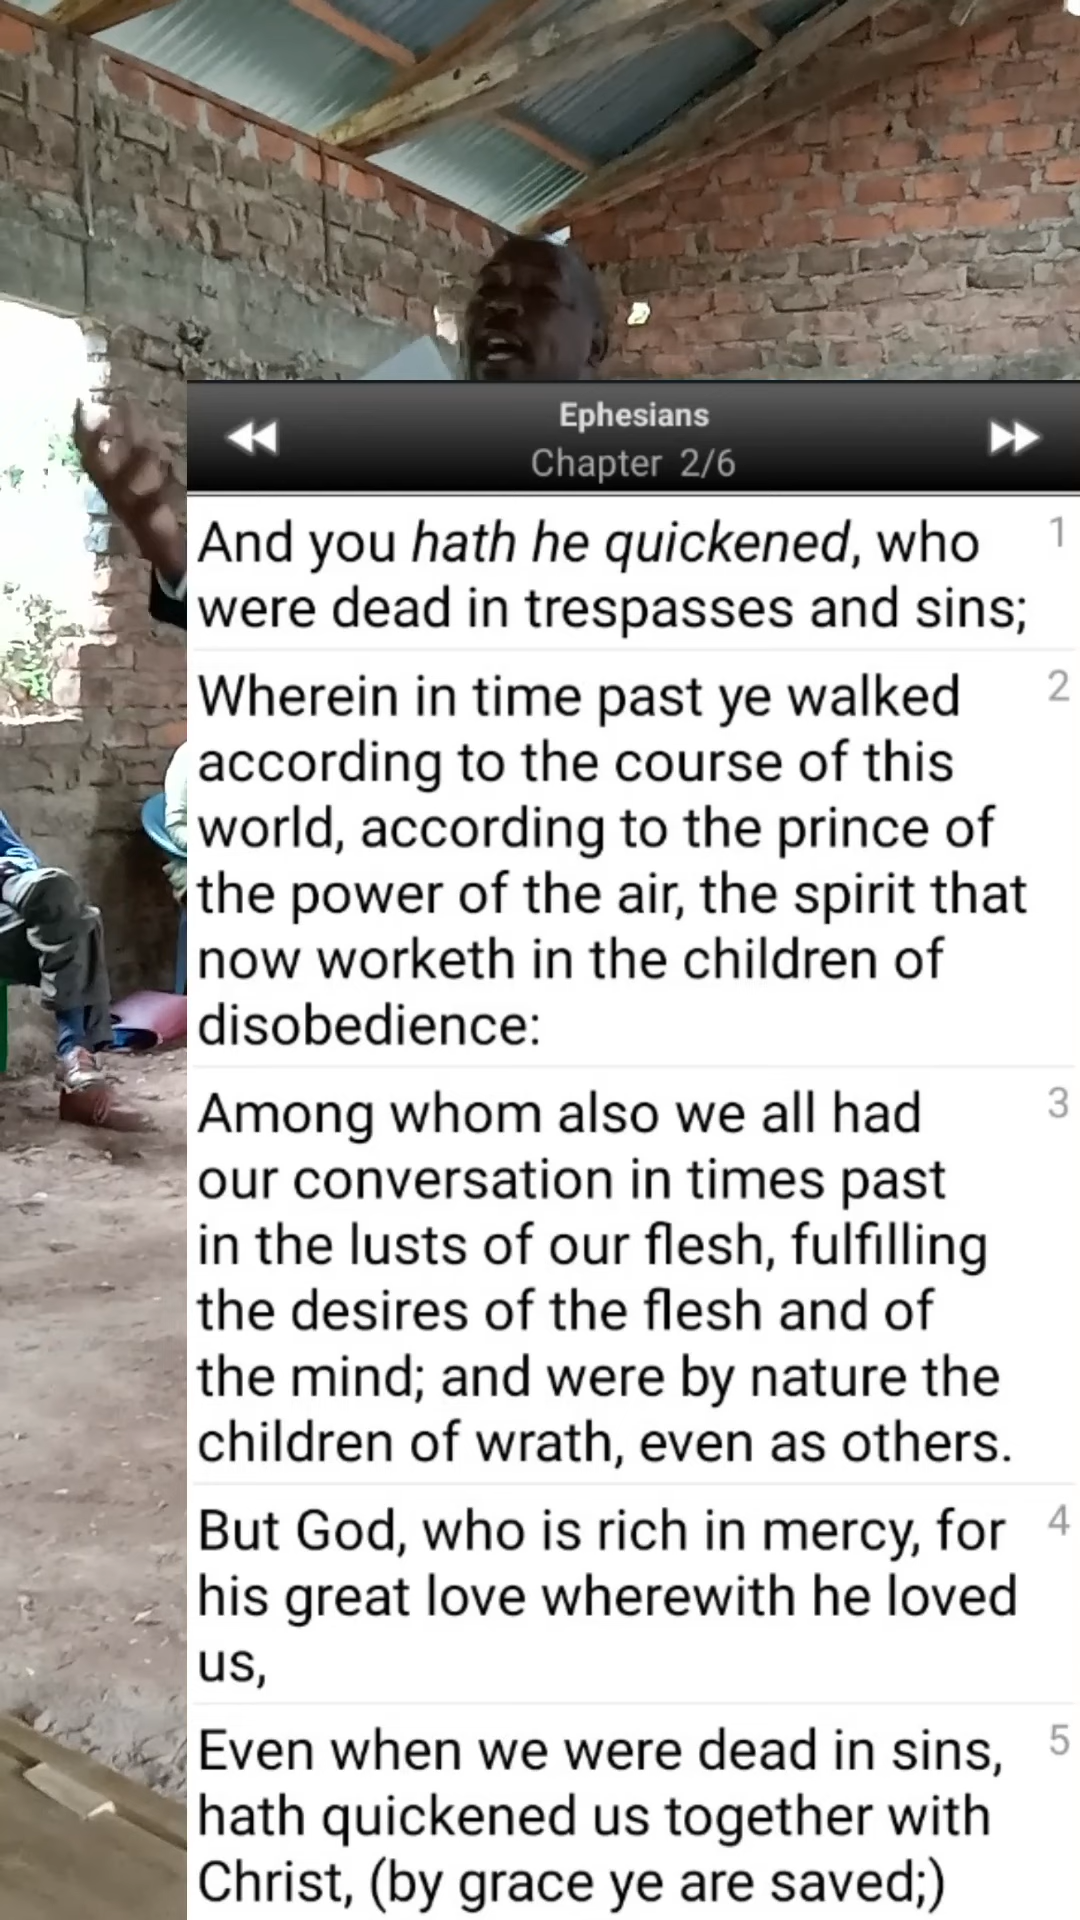 Ephesians
Chapter 2/6
And you hath he quickened, who 1
were dead in trespasses and sins;
Wherein in time past ye walked 2
according to the course of this
world, according to the prince of
the power of the air, the spirit that
now worketh in the children of
disobedience:
Among whom also we all had 3
our conversation in times past
in the lusts of our flesh, fulfilling
the desires of the flesh and of
the mind; and were by nature the
children of wrath, even as others.
But God, who is rich in mercy, for 4
his great love wherewith he loved
us,
Even when we were dead in sins, 5
hath quickened us together with
Christ, (by grace ye are saved;)